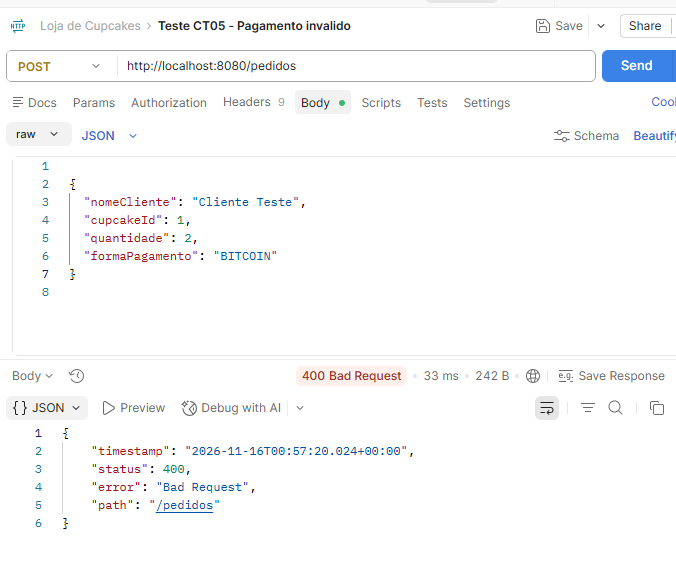 HTTP Loja de Cupcakes > Teste CT05 - Pagamento invalido Save Share
POST http://localhost:8080/pedidos Send
Docs Params Authorization Headers 9 Body Scripts Tests Settings Cool
raw JSON Schema Beautify
1
2 {
3 "nomeCliente": "Cliente Teste",
4 "cupcakeId": 1,
5 "quantidade": 2,
6 "formaPagamento": "BITCOIN"
7 }
8
Body 400 Bad Request • 33 ms • 242 B • e.g. Save Response
{} JSON Preview Debug with AI
1 {
2 "timestamp": "2026-11-16T00:57:20.024+00:00",
3 "status": 400,
4 "error": "Bad Request",
5 "path": "/pedidos"
6 }